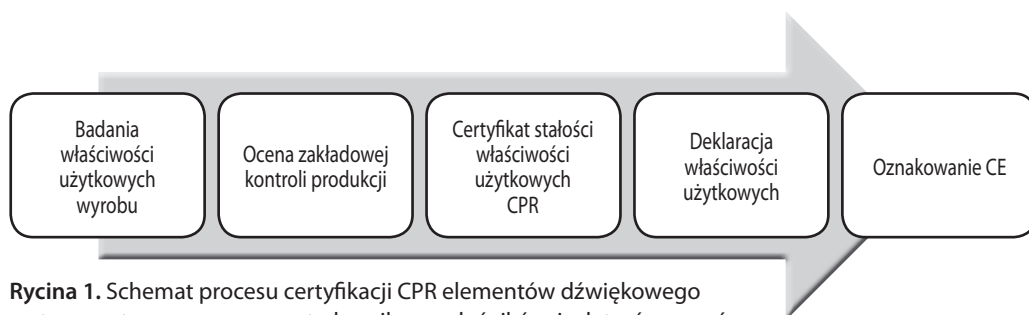 Badania
właściwości
użytkowych
wyrobu
Ocena zakładowej
kontroli produkcji
Certyfikat stałości
właściwości
użytkowych
CPR
Deklaracja
właściwości
użytkowych
Oznakowanie CE
Rycina 1. Schemat procesu certyfikacji CPR elementów dźwiękowego